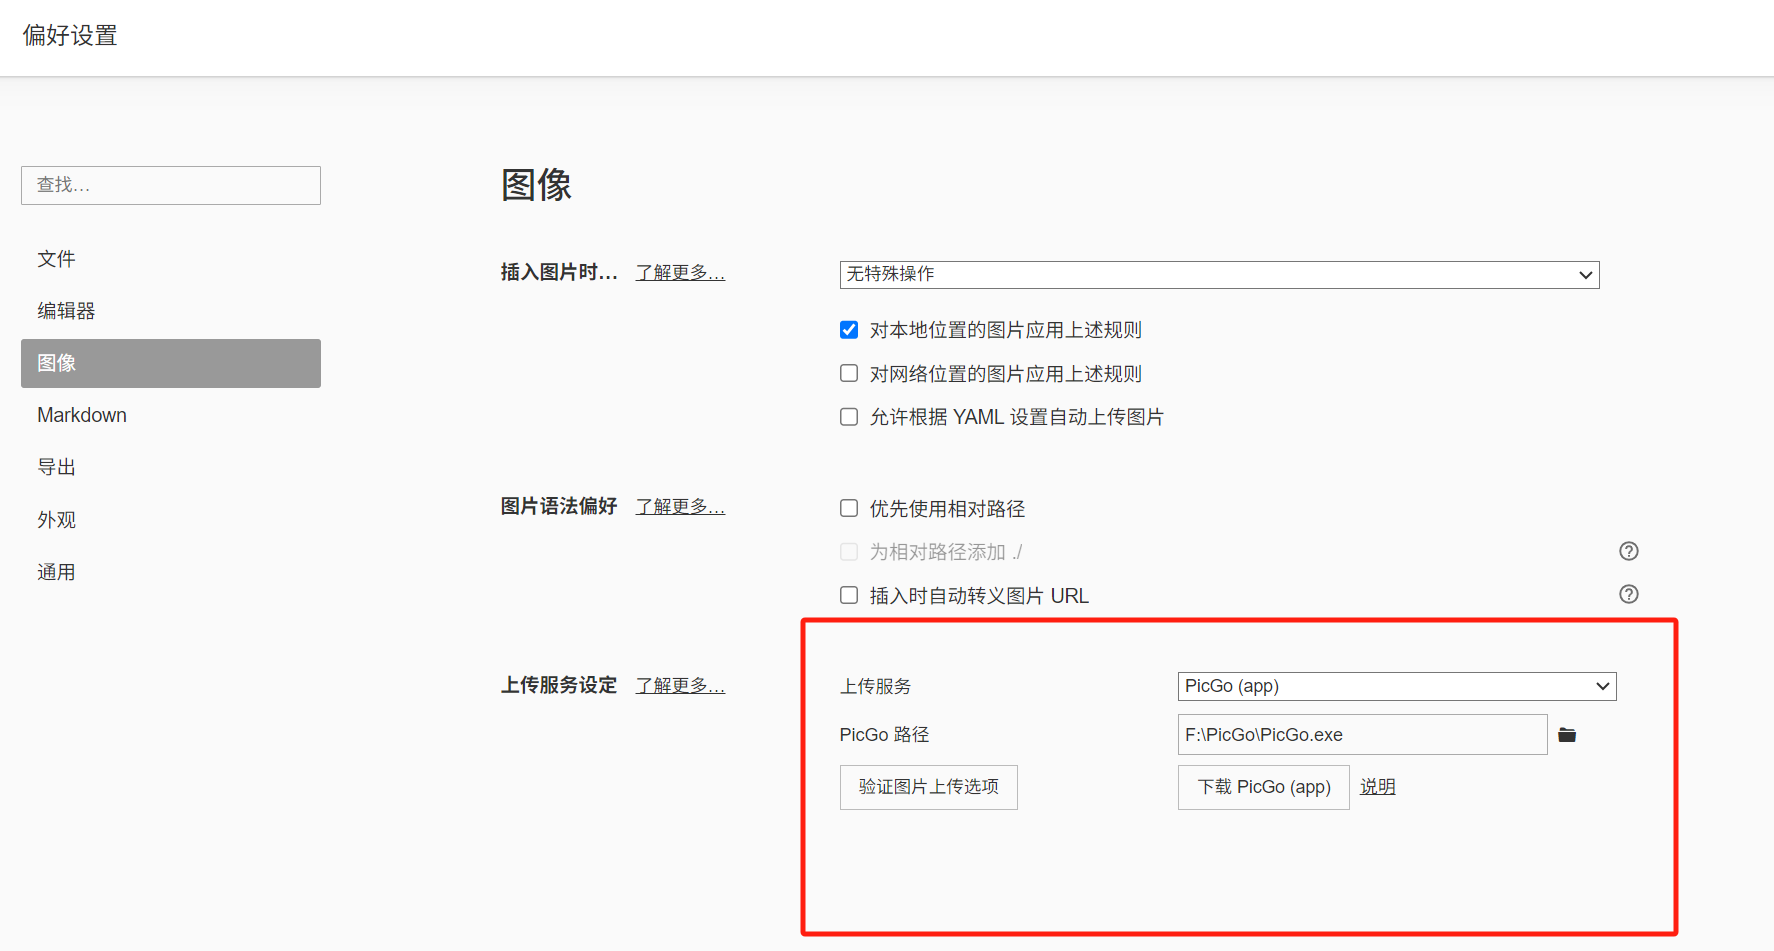 偏好设置
查找...
文件
编辑器
图像
Markdown
导出
外观
通用
图像
插入图片时... 了解更多... 无特殊操作
对本地位置的图片应用上述规则
对网络位置的图片应用上述规则
允许根据 YAML 设置自动上传图片
图片语法偏好 了解更多... 优先使用相对路径
为相对路径添加 ./ ?
插入时自动转义图片 URL ?
上传服务设定 了解更多... 上传服务 PicGo (app)
PicGo 路径 F:\PicGo\PicGo.exe
验证图片上传选项 下载 PicGo (app) 说明